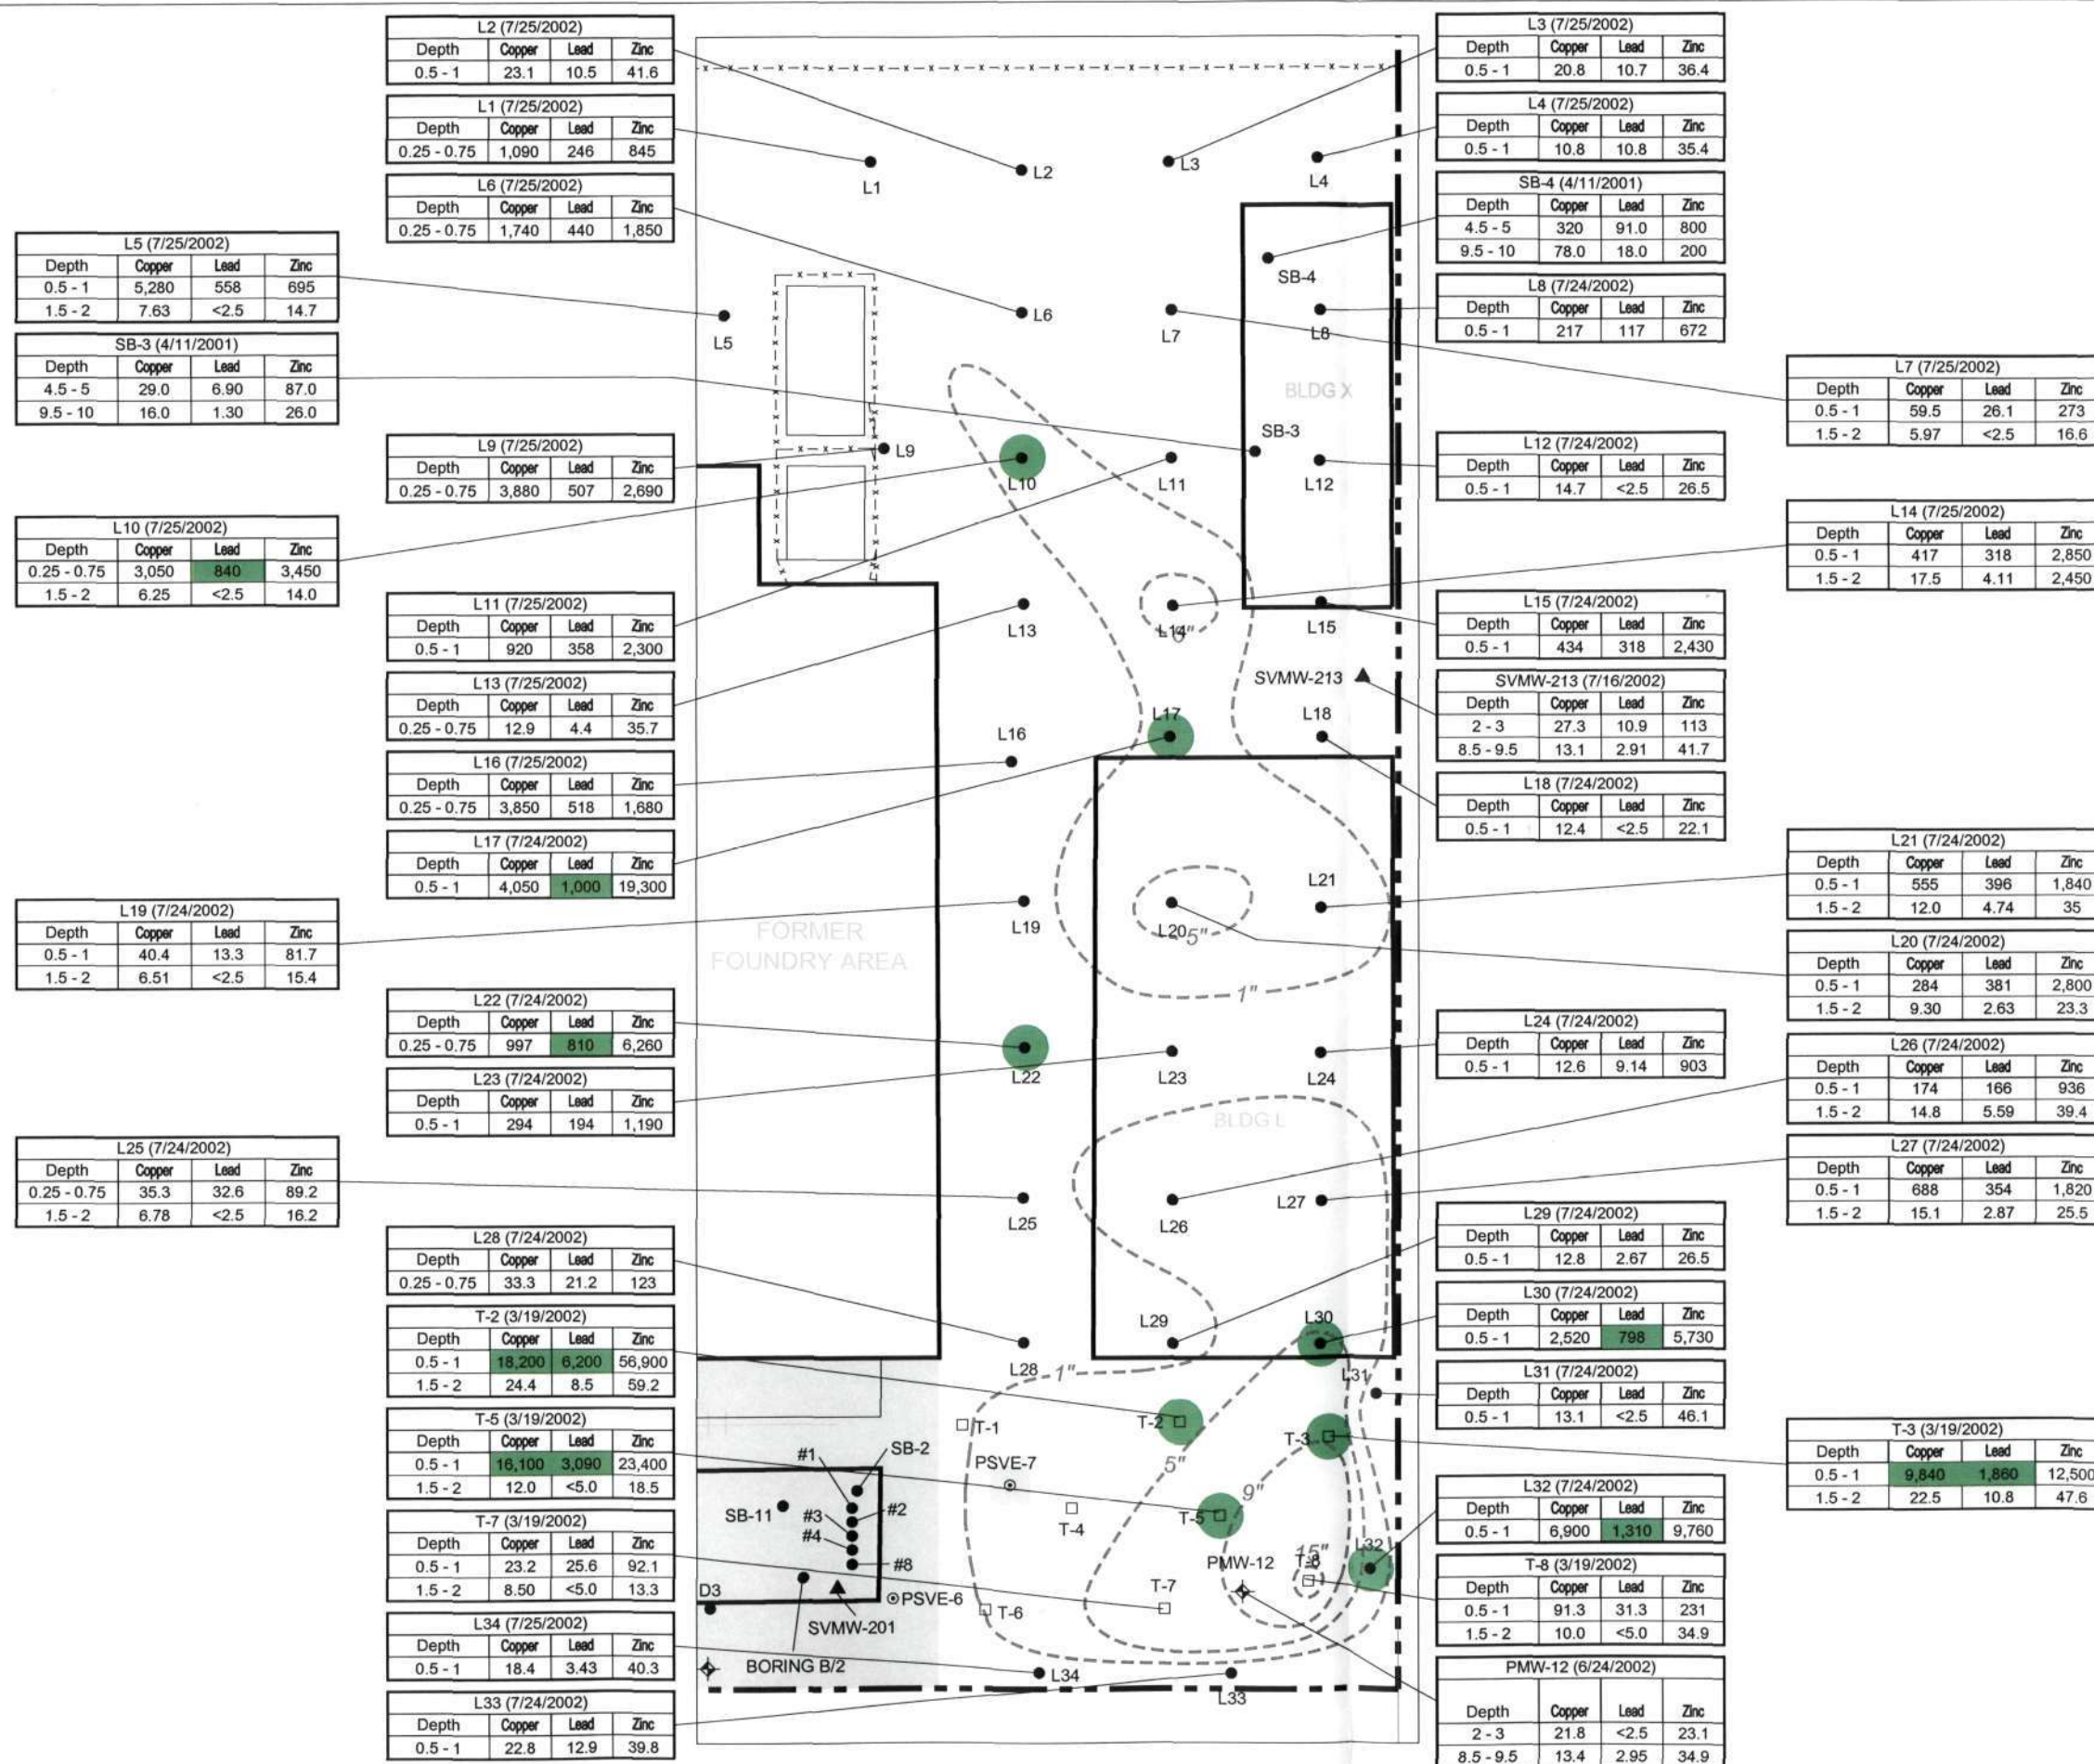 L2 (7/25/2002)
Depth Copper Lead Zinc
0.5 - 1 23.1 10.5 41.6
L1 (7/25/2002)
Depth Copper Lead Zinc
0.25 - 0.75 1,090 246 845
L6 (7/25/2002)
Depth Copper Lead Zinc
0.25 - 0.75 1,740 440 1,850
L5 (7/25/2002)
Depth Copper Lead Zinc
0.5 - 1 5,280 558 695
1.5 - 2 7.63 <2.5 14.7
SB-3 (4/11/2001)
Depth Copper Lead Zinc
4.5 - 5 29.0 6.90 87.0
9.5 - 10 16.0 1.30 26.0
L9 (7/25/2002)
Depth Copper Lead Zinc
0.25 - 0.75 3,880 507 2,690
L10 (7/25/2002)
Depth Copper Lead Zinc
0.25 - 0.75 3,050 840 3,450
1.5 - 2 6.25 <2.5 14.0
L11 (7/25/2002)
Depth Copper Lead Zinc
0.5 - 1 920 358 2,300
L13 (7/25/2002)
Depth Copper Lead Zinc
0.25 - 0.75 12.9 4.4 35.7
L16 (7/25/2002)
Depth Copper Lead Zinc
0.25 - 0.75 3,850 518 1,680
L17 (7/24/2002)
Depth Copper Lead Zinc
0.5 - 1 4,050 1,000 19,300
L19 (7/24/2002)
Depth Copper Lead Zinc
0.5 - 1 40.4 13.3 81.7
1.5 - 2 6.51 <2.5 15.4
L22 (7/24/2002)
Depth Copper Lead Zinc
0.25 - 0.75 997 810 6,260
L23 (7/24/2002)
Depth Copper Lead Zinc
0.5 - 1 294 194 1,190
L25 (7/24/2002)
Depth Copper Lead Zinc
0.25 - 0.75 35.3 32.6 89.2
1.5 - 2 6.78 <2.5 16.2
L28 (7/24/2002)
Depth Copper Lead Zinc
0.25 - 0.75 33.3 21.2 123
T-2 (3/19/2002)
Depth Copper Lead Zinc
0.5 - 1 18,200 6,200 56,900
1.5 - 2 24.4 8.5 59.2
T-5 (3/19/2002)
Depth Copper Lead Zinc
0.5 - 1 16,100 3,090 23,400
1.5 - 2 12.0 <5.0 18.5
T-7 (3/19/2002)
Depth Copper Lead Zinc
0.5 - 1 23.2 25.6 92.1
1.5 - 2 8.50 <5.0 13.3
L34 (7/25/2002)
Depth Copper Lead Zinc
0.5 - 1 18.4 3.43 40.3
L33 (7/24/2002)
Depth Copper Lead Zinc
0.5 - 1 22.8 12.9 39.8
L1
L2
L3
L4
SB-4
L5
L6
L7
L8
BLDG X
L9
L10
L11
SB-3
L12
L13
L14
6"
L15
SVMW-213
L16
L17
L18
FORMER
FOUNDRY AREA
L19
L20
5"
L21
1"
L22
L23
L24
BLDG L
L25
L26
L27
L28
L29
L30
L31
1"
T-1
T-2
T-3
5"
9"
15"
PSVE-7
T-4
T-5
#1
SB-2
SB-11
#3
#2
#4
#8
D3
PSVE-6
SVMW-201
BORING B/2
T-6
T-7
PMW-12
T-8
L32
L34
L33
L3 (7/25/2002)
Depth Copper Lead Zinc
0.5 - 1 20.8 10.7 36.4
L4 (7/25/2002)
Depth Copper Lead Zinc
0.5 - 1 10.8 10.8 35.4
SB-4 (4/11/2001)
Depth Copper Lead Zinc
4.5 - 5 320 91.0 800
9.5 - 10 78.0 18.0 200
L8 (7/24/2002)
Depth Copper Lead Zinc
0.5 - 1 217 117 672
L7 (7/25/2002)
Depth Copper Lead Zinc
0.5 - 1 59.5 26.1 273
1.5 - 2 5.97 <2.5 16.6
L12 (7/24/2002)
Depth Copper Lead Zinc
0.5 - 1 14.7 <2.5 26.5
L14 (7/25/2002)
Depth Copper Lead Zinc
0.5 - 1 417 318 2,850
1.5 - 2 17.5 4.11 2,450
L15 (7/24/2002)
Depth Copper Lead Zinc
0.5 - 1 434 318 2,430
SVMW-213 (7/16/2002)
Depth Copper Lead Zinc
2 - 3 27.3 10.9 113
8.5 - 9.5 13.1 2.91 41.7
L18 (7/24/2002)
Depth Copper Lead Zinc
0.5 - 1 12.4 <2.5 22.1
L21 (7/24/2002)
Depth Copper Lead Zinc
0.5 - 1 555 396 1,840
1.5 - 2 12.0 4.74 35
L20 (7/24/2002)
Depth Copper Lead Zinc
0.5 - 1 284 381 2,800
1.5 - 2 9.30 2.63 23.3
L24 (7/24/2002)
Depth Copper Lead Zinc
0.5 - 1 12.6 9.14 903
L26 (7/24/2002)
Depth Copper Lead Zinc
0.5 - 1 174 166 936
1.5 - 2 14.8 5.59 39.4
L27 (7/24/2002)
Depth Copper Lead Zinc
0.5 - 1 688 354 1,820
1.5 - 2 15.1 2.87 25.5
L29 (7/24/2002)
Depth Copper Lead Zinc
0.5 - 1 12.8 2.67 26.5
L30 (7/24/2002)
Depth Copper Lead Zinc
0.5 - 1 2,520 798 5,730
L31 (7/24/2002)
Depth Copper Lead Zinc
0.5 - 1 13.1 <2.5 46.1
T-3 (3/19/2002)
Depth Copper Lead Zinc
0.5 - 1 9,840 1,860 12,500
1.5 - 2 22.5 10.8 47.6
L32 (7/24/2002)
Depth Copper Lead Zinc
0.5 - 1 6,900 1,310 9,760
T-8 (3/19/2002)
Depth Copper Lead Zinc
0.5 - 1 91.3 31.3 231
1.5 - 2 10.0 <5.0 34.9
PMW-12 (6/24/2002)
Depth Copper Lead Zinc
2 - 3 21.8 <2.5 23.1
8.5 - 9.5 13.4 2.95 34.9